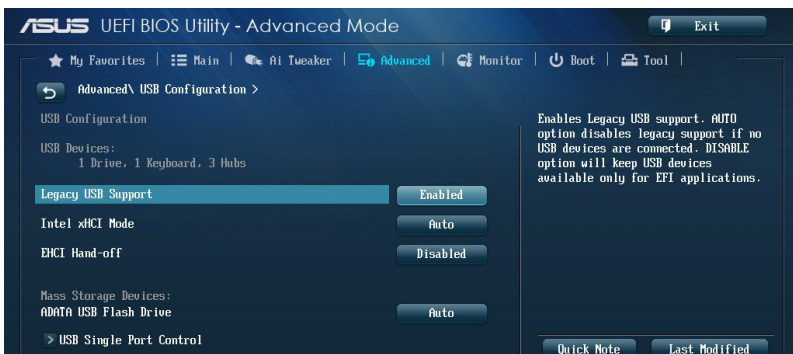 ASUS UEFI BIOS Utility - Advanced Mode
Exit
My Favorites | Main | Ai Tweaker | Advanced | Monitor | Boot | Tool |
Advanced\ USB Configuration >
USB Configuration
USB Devices:
1 Drive, 1 Keyboard, 3 Hubs
Legacy USB Support Enabled
Intel xHCI Mode Auto
EHCI Hand-off Disabled
Mass Storage Devices:
ADATA USB Flash Drive Auto
> USB Single Port Control
Enables Legacy USB support. AUTO
option disables legacy support if no
USB devices are connected. DISABLE
option will keep USB devices
available only for EFI applications.
Quick Note Last Modified